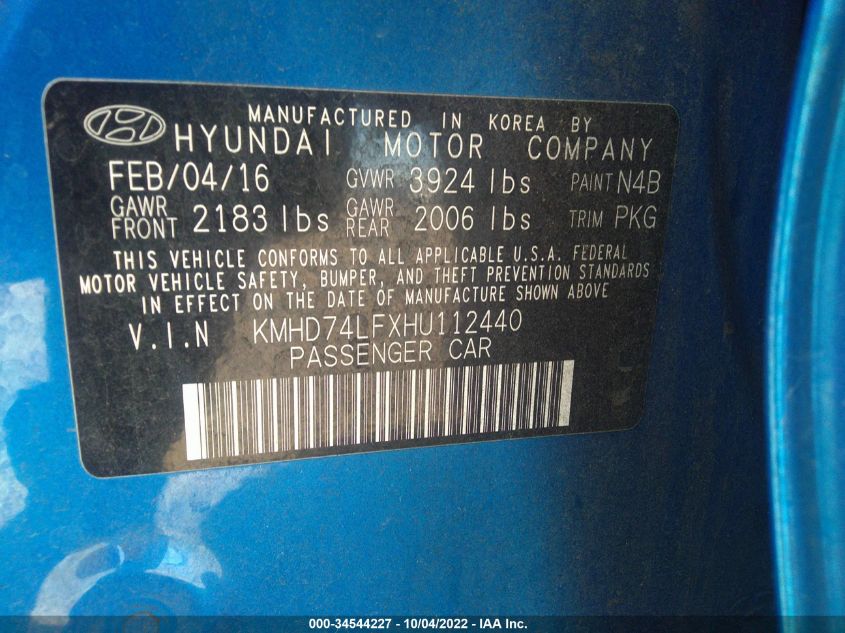 MANUFACTURED IN KOREA BY
HYUNDAI MOTOR COMPANY
FEB/04/16 GVWR 3924 lbs PAINT N4B
GAWR FRONT 2183 lbs GAWR REAR 2006 lbs TRIM PKG
THIS VEHICLE CONFORMS TO ALL APPLICABLE U.S.A. FEDERAL
MOTOR VEHICLE SAFETY, BUMPER, AND THEFT PREVENTION STANDARDS
IN EFFECT ON THE DATE OF MANUFACTURE SHOWN ABOVE
V.I.N KMHD74LFXHU112440
PASSENGER CAR
000-34544227 - 10/04/2022 - IAA Inc.